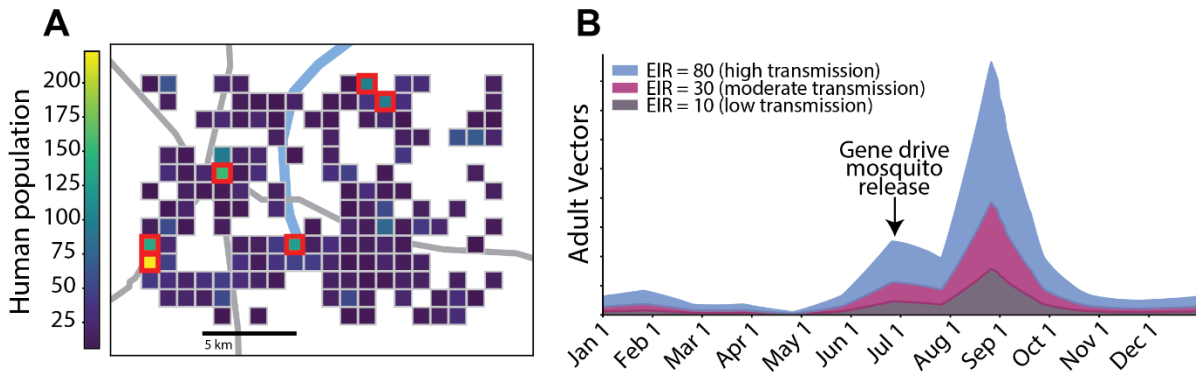 A
Human population
200
175
150
125
100
75
50
25
5 km
B
Adult Vectors
EIR = 80 (high transmission)
EIR = 30 (moderate transmission)
EIR = 10 (low transmission)
Gene drive
mosquito
release
Jan 1
Feb 1
Mar 1
Apr 1
May 1
Jun 1
Jul 1
Aug 1
Sep 1
Oct 1
Nov 1
Dec 1